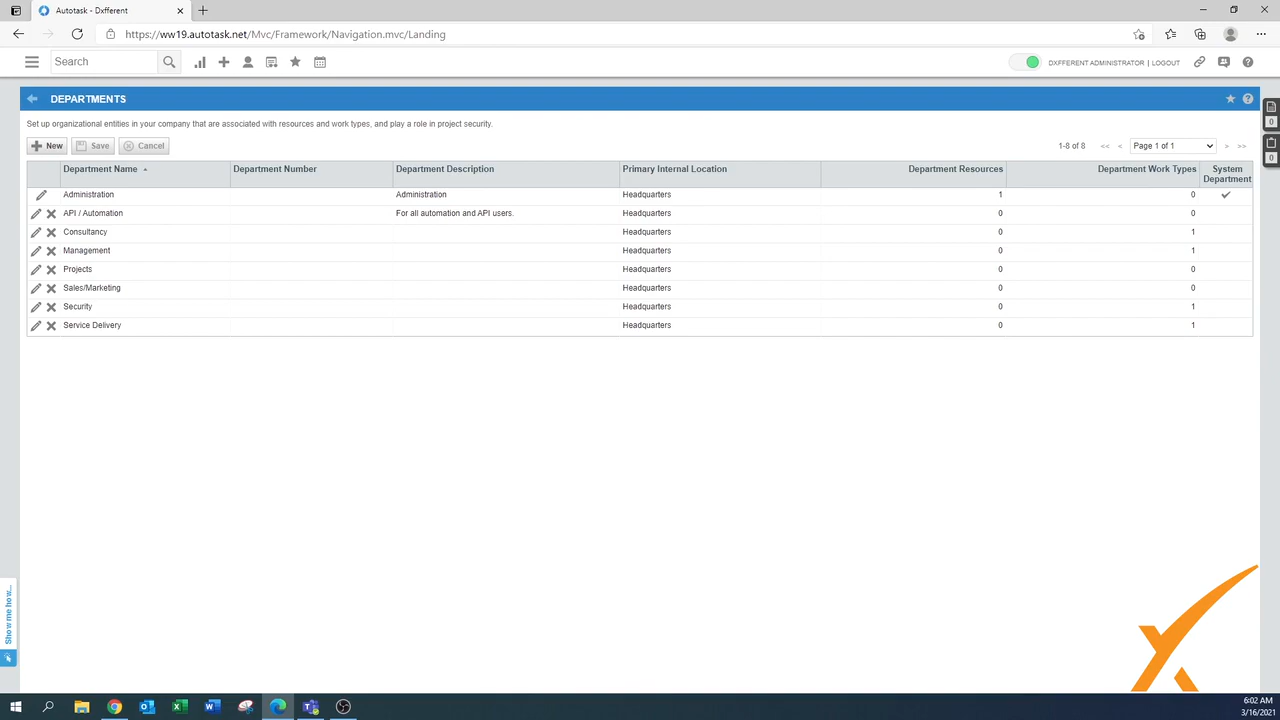 Autotask - Dxfferent
https://ww19.autotask.net/Mvc/Framework/Navigation.mvc/Landing
Search
DXFFERENT ADMINISTRATOR | LOGOUT
DEPARTMENTS
Set up organizational entities in your company that are associated with resources and work types, and play a role in project security.
New Save Cancel 1-8 of 8 << < Page 1 of 1 > >>
Department Name Department Number Department Description Primary Internal Location Department Resources Department Work Types System Department
Administration Administration Headquarters 1 0
API / Automation For all automation and API users. Headquarters 0 0
Consultancy Headquarters 0 1
Management Headquarters 0 1
Projects Headquarters 0 0
Sales/Marketing Headquarters 0 0
Security Headquarters 0 1
Service Delivery Headquarters 0 1
0
0
Show me how...
6:02 AM
3/16/2021